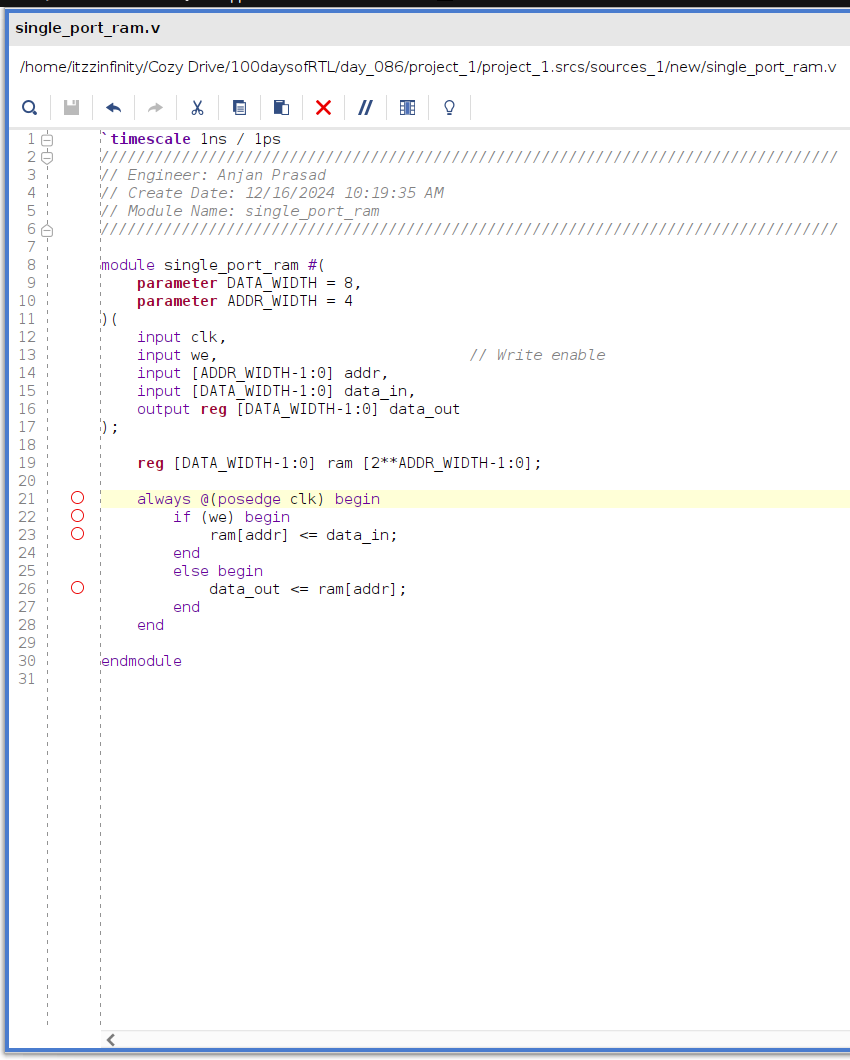 single_port_ram.v
/home/itzzinfinity/Cozy Drive/100daysofRTL/day_086/project_1/project_1.srcs/sources_1/new/single_port_ram.v
1 `timescale 1ns / 1ps
2 //////////////////////////////////////////////////////////////////////////////////
3 // Engineer: Anjan Prasad
4 // Create Date: 12/16/2024 10:19:35 AM
5 // Module Name: single_port_ram
6 //////////////////////////////////////////////////////////////////////////////////
7
8 module single_port_ram #(
9     parameter DATA_WIDTH = 8,
10     parameter ADDR_WIDTH = 4
11 )(
12     input clk,
13     input we,                            // Write enable
14     input [ADDR_WIDTH-1:0] addr,
15     input [DATA_WIDTH-1:0] data_in,
16     output reg [DATA_WIDTH-1:0] data_out
17 );
18
19     reg [DATA_WIDTH-1:0] ram [2**ADDR_WIDTH-1:0];
20
21     always @(posedge clk) begin
22         if (we) begin
23             ram[addr] <= data_in;
24         end
25         else begin
26             data_out <= ram[addr];
27         end
28     end
29
30 endmodule
31